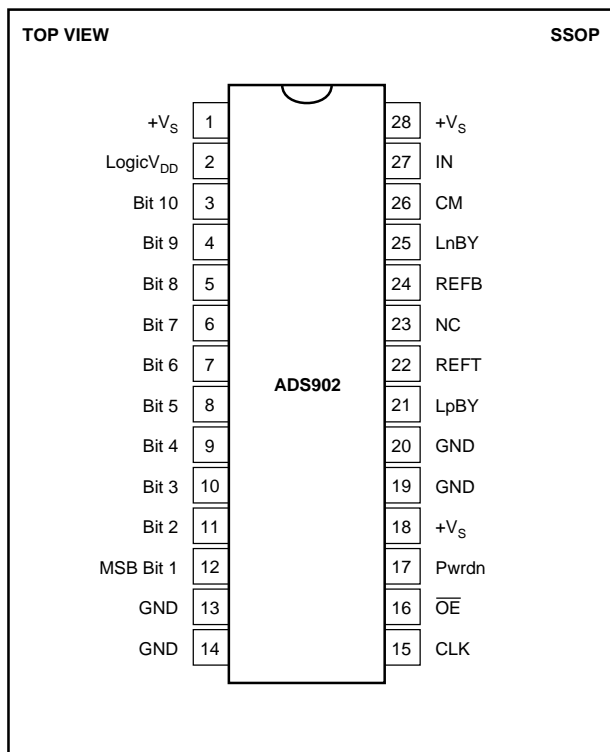 TOP VIEW SSOP
+VS 1 28 +VS
LogicVDD 2 27 IN
Bit 10 3 26 CM
Bit 9 4 25 LnBY
Bit 8 5 24 REFB
Bit 7 6 23 NC
Bit 6 7 22 REFT
ADS902
Bit 5 8 21 LpBY
Bit 4 9 20 GND
Bit 3 10 19 GND
Bit 2 11 18 +VS
MSB Bit 1 12 17 Pwrdn
GND 13 16 O̅E̅
GND 14 15 CLK